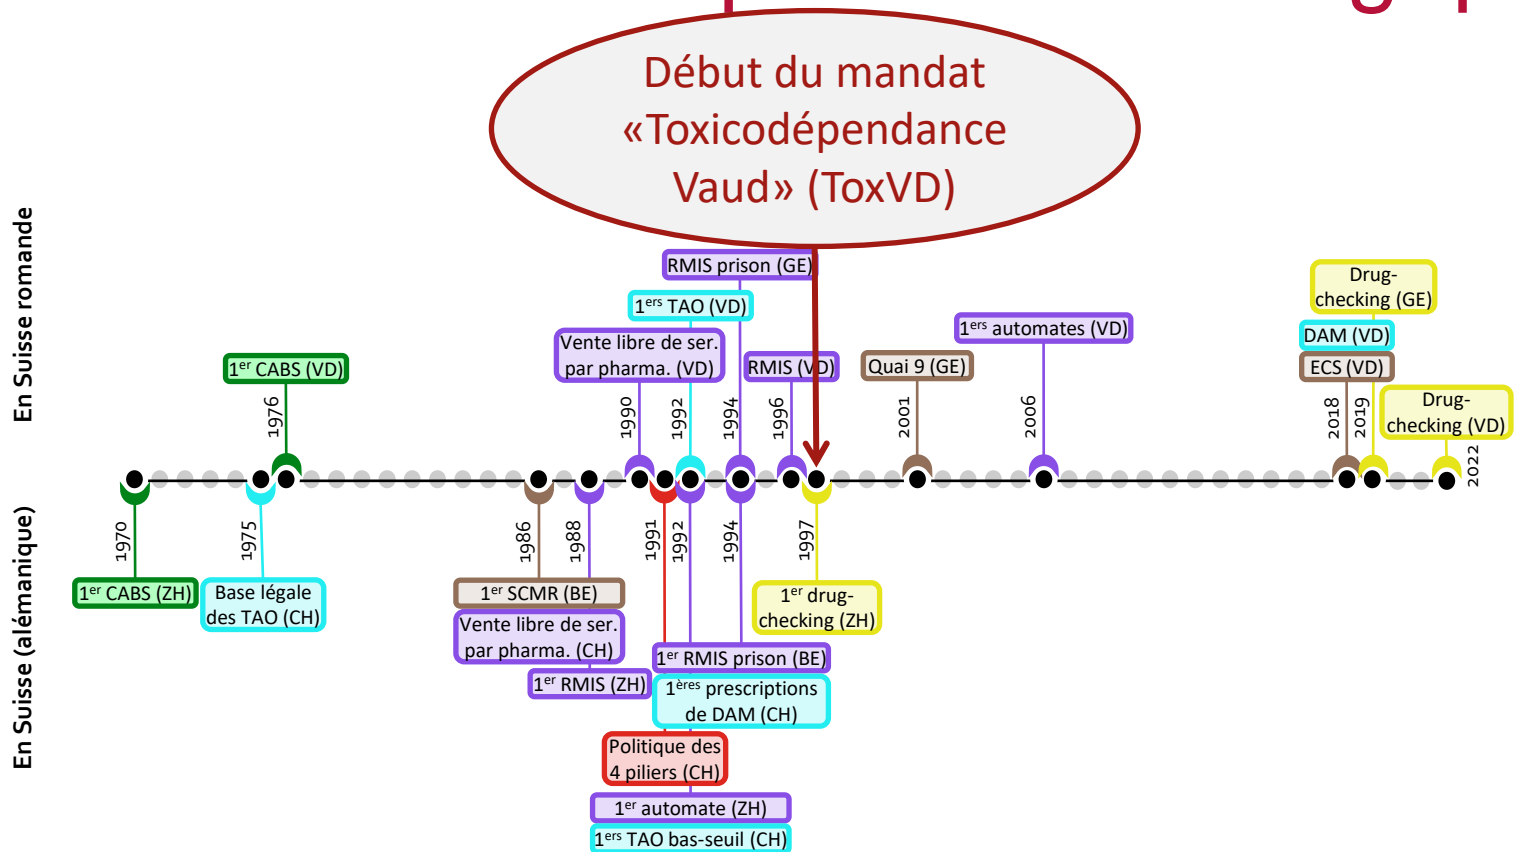 Début du mandat
«Toxicodépendance
Vaud» (ToxVD)
En Suisse romande
RMIS prison (GE)
1ers TAO (VD)
Vente libre de ser.
par pharma. (VD)
RMIS (VD)
1er CABS (VD)
Quai 9 (GE)
1ers automates (VD)
Drug-
checking (GE)
DAM (VD)
ECS (VD)
Drug-
checking (VD)
1976
1990
1992
1994
1996
2001
2006
2018
2019
2022
En Suisse (alémanique)
1970
1975
1986
1988
1991
1992
1994
1997
1er CABS (ZH)
Base légale
des TAO (CH)
1er SCMR (BE)
Vente libre de ser.
par pharma. (CH)
1er RMIS (ZH)
1er drug-
checking (ZH)
1er RMIS prison (BE)
1ères prescriptions
de DAM (CH)
Politique des
4 piliers (CH)
1er automate (ZH)
1ers TAO bas-seuil (CH)